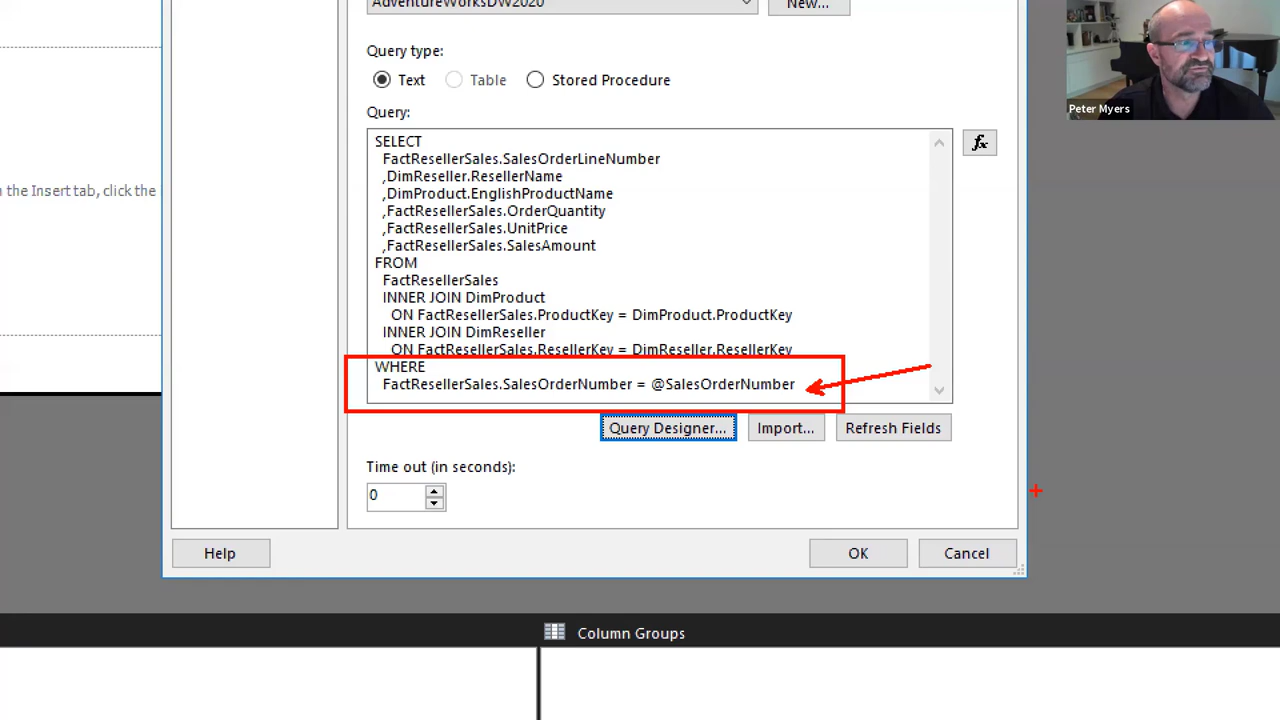 AdventureWorksDW2020
New...
Query type:
Text
Table
Stored Procedure
Query:
fx
SELECT
FactResellerSales.SalesOrderLineNumber
,DimReseller.ResellerName
,DimProduct.EnglishProductName
,FactResellerSales.OrderQuantity
,FactResellerSales.UnitPrice
,FactResellerSales.SalesAmount
FROM
FactResellerSales
INNER JOIN DimProduct
ON FactResellerSales.ProductKey = DimProduct.ProductKey
INNER JOIN DimReseller
ON FactResellerSales.ResellerKey = DimReseller.ResellerKey
WHERE
FactResellerSales.SalesOrderNumber = @SalesOrderNumber
Query Designer...
Import...
Refresh Fields
Time out (in seconds):
0
Help
OK
Cancel
the Insert tab, click the
Peter Myers
Column Groups